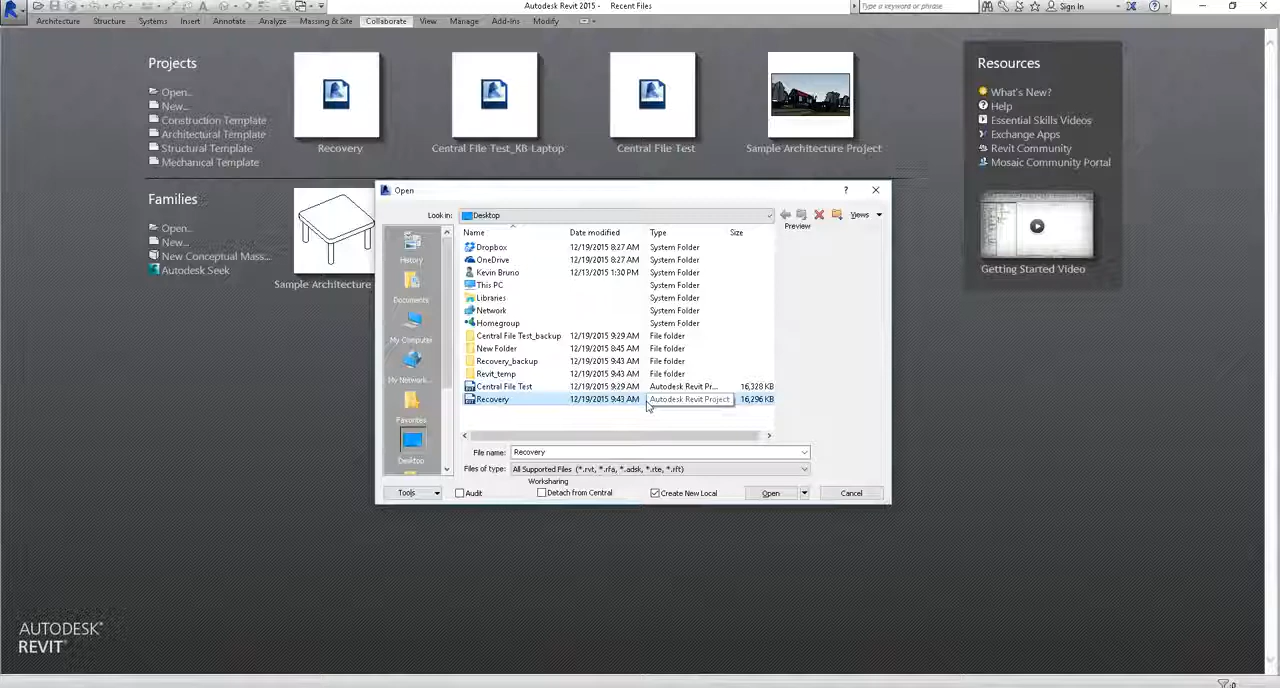 Autodesk Revit 2015 - Recent Files
Type a keyword or phrase
Sign In
Architecture Structure Systems Insert Annotate Analyze Massing & Site Collaborate View Manage Add-Ins Modify
Projects
Open...
New...
Construction Template
Architectural Template
Structural Template
Mechanical Template
Recovery
Central File Test_KB Laptop
Central File Test
Sample Architecture Project
Resources
What's New?
Help
Essential Skills Videos
Exchange Apps
Revit Community
Mosaic Community Portal
Getting Started Video
Families
Open...
New...
New Conceptual Mass...
Autodesk Seek
Sample Architecture
Open
Look in: Desktop
Views
Preview
History
Documents
My Computer
My Network...
Favorites
Desktop
Name Date modified Type Size
Dropbox 12/19/2015 8:27 AM System Folder
OneDrive 12/19/2015 8:27 AM System Folder
Kevin Bruno 12/13/2015 1:30 PM System Folder
This PC System Folder
Libraries System Folder
Network System Folder
Homegroup System Folder
Central File Test_backup 12/19/2015 9:29 AM File folder
New Folder 12/19/2015 8:45 AM File folder
Recovery_backup 12/19/2015 9:43 AM File folder
Revit_temp 12/19/2015 9:43 AM File folder
Central File Test 12/19/2015 9:29 AM Autodesk Revit Pr... 16,328 KB
Recovery 12/19/2015 9:43 AM Autodesk Revit Project 16,296 KB
File name: Recovery
Files of type: All Supported Files (*.rvt, *.rfa, *.adsk, *.rte, *.rft)
Worksharing
Tools Audit Detach from Central Create New Local Open Cancel
AUTODESK®
REVIT®
:0